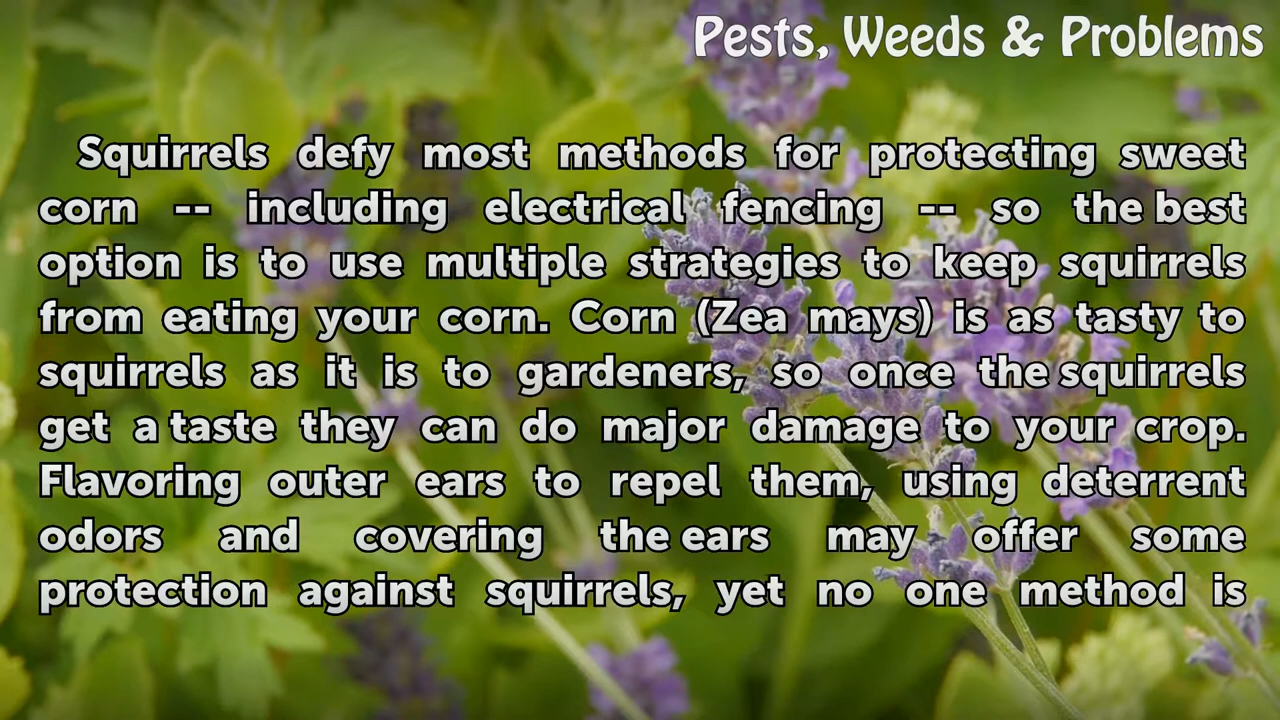 Pests, Weeds & Problems
Squirrels defy most methods for protecting sweet
corn -- including electrical fencing -- so the best
option is to use multiple strategies to keep squirrels
from eating your corn. Corn (Zea mays) is as tasty to
squirrels as it is to gardeners, so once the squirrels
get a taste they can do major damage to your crop.
Flavoring outer ears to repel them, using deterrent
odors and covering the ears may offer some
protection against squirrels, yet no one method is